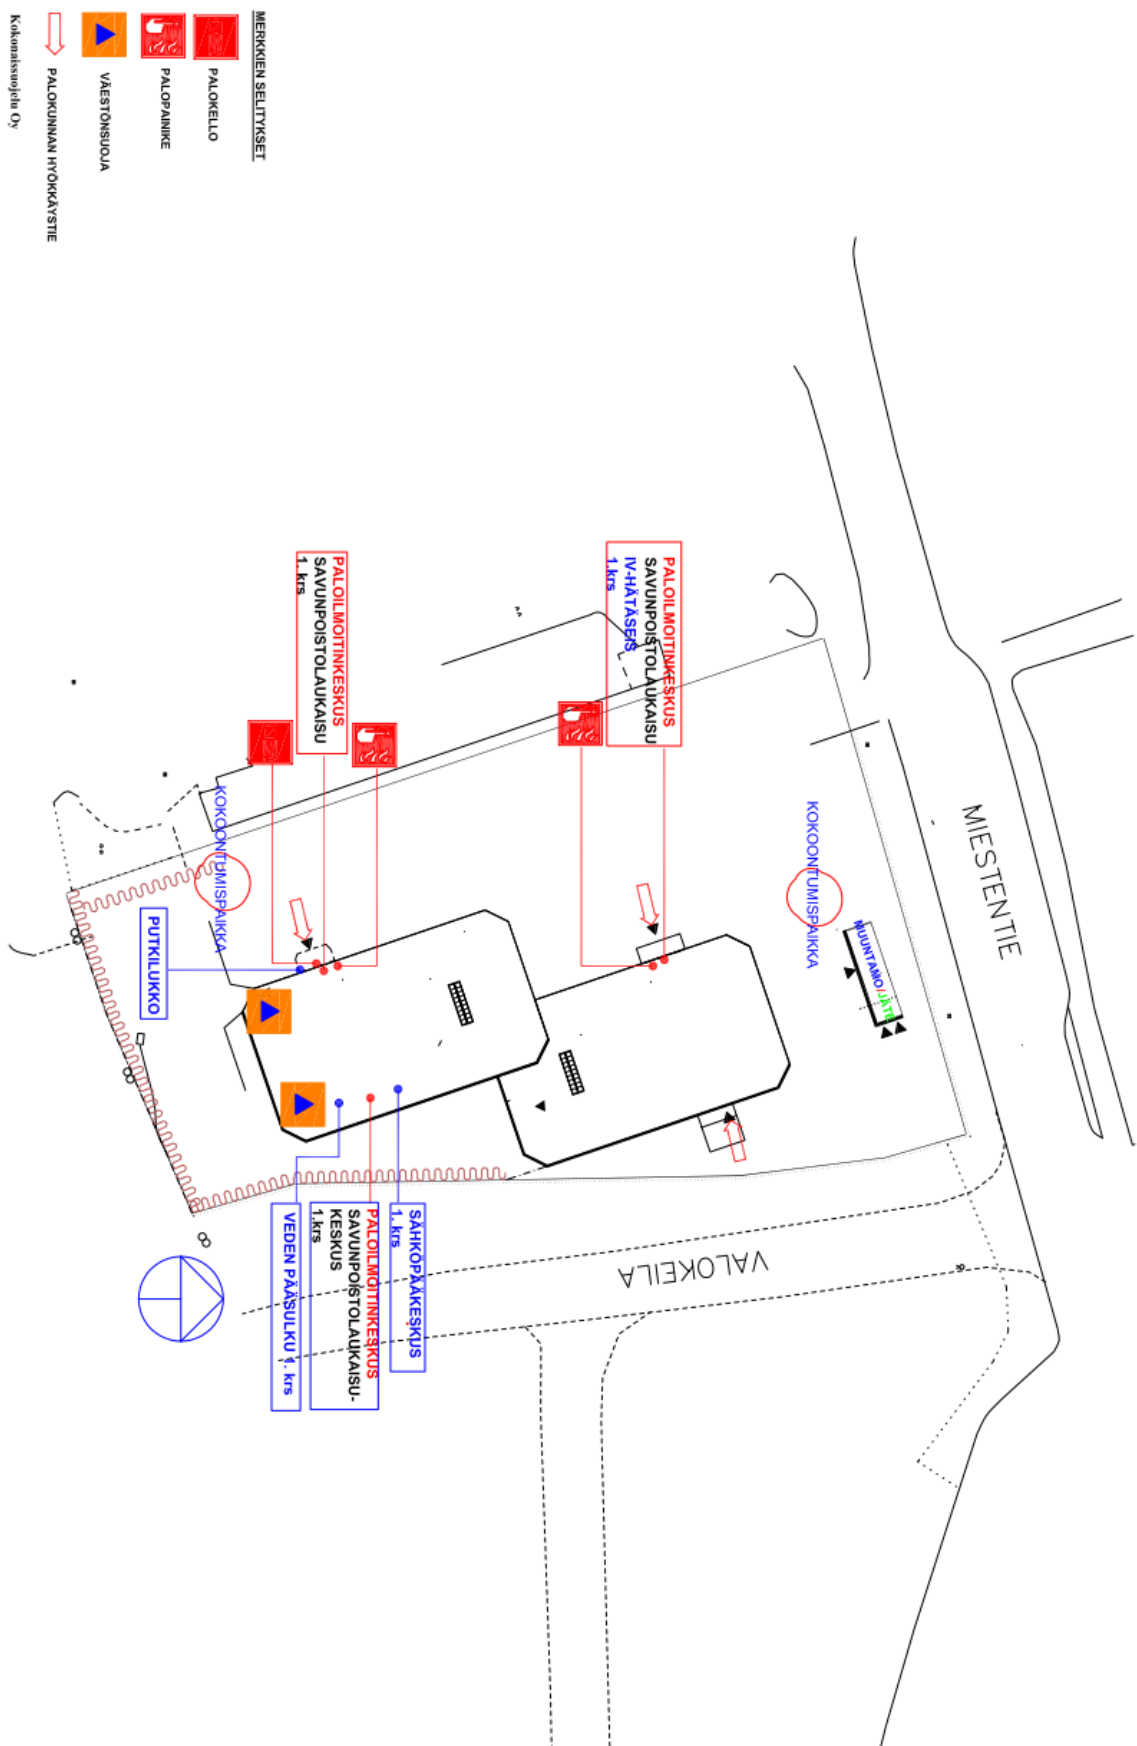 MERKKIEN SELITYKSET
PALOKELLO
PALOPAINIKE
VÄESTÖNSUOJA
PALOKUNNAN HYÖKKÄYSTIE
Kokonaissuojelu Oy
MIESTENTIE
PALOILMOITINKESKUS
SAVUNPOISTOLAUKAISU
IV-HÄTÄSEIS
1.krs
PALOILMOITINKESKUS
SAVUNPOISTOLAUKAISU
1. krs
KOKOONTUMISPAIKKA
MUUNTAMO/JÄTE
KOKOONTUMISPAIKKA
PUTKILUKKO
SÄHKÖPÄÄKESKUS
1. krs
PALOILMOITINKESKUS
SAVUNPOISTOLAUKAISU-
KESKUS
1.krs
VEDEN PÄÄSULKU 1. krs
VALOKEILA